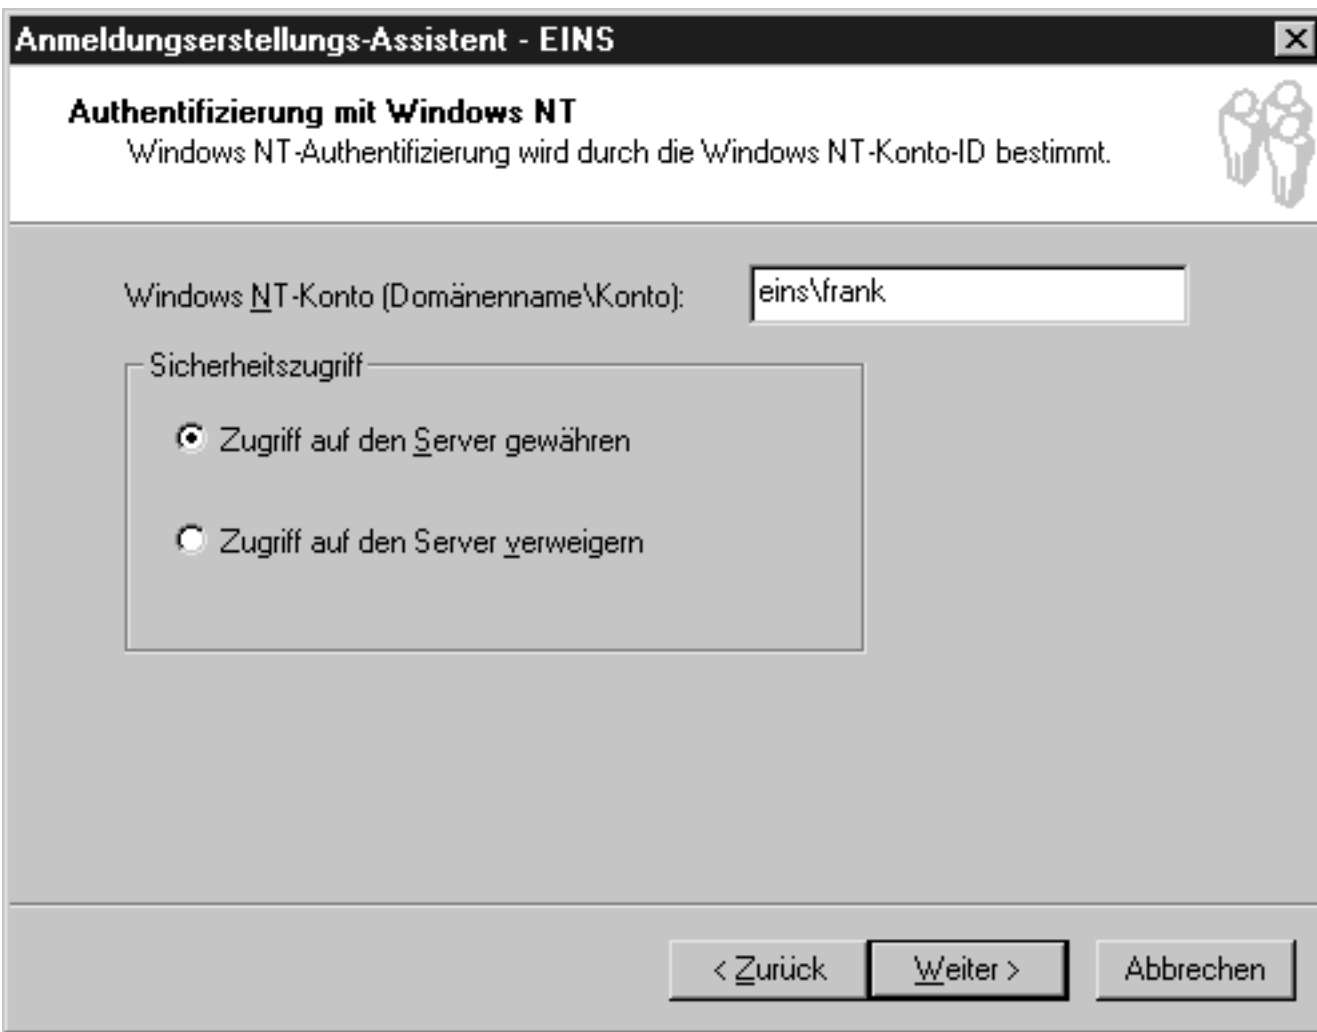 Anmeldungserstellungs-Assistent - EINS
Authentifizierung mit Windows NT
Windows NT-Authentifizierung wird durch die Windows NT-Konto-ID bestimmt.
Windows NT-Konto (Domänenname\Konto): eins\frank
Sicherheitszugriff
Zugriff auf den Server gewähren
Zugriff auf den Server verweigern
< Zurück Weiter > Abbrechen